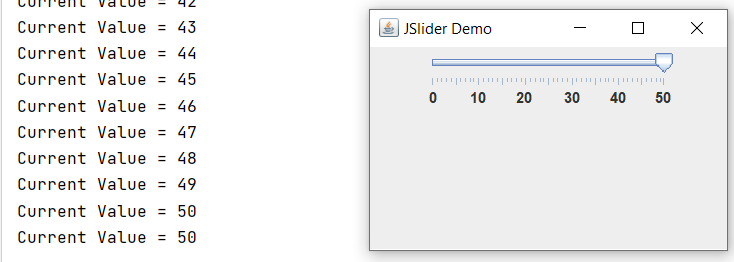 Current Value = 42
Current Value = 43
Current Value = 44
Current Value = 45
Current Value = 46
Current Value = 47
Current Value = 48
Current Value = 49
Current Value = 50
Current Value = 50
JSlider Demo
0 10 20 30 40 50